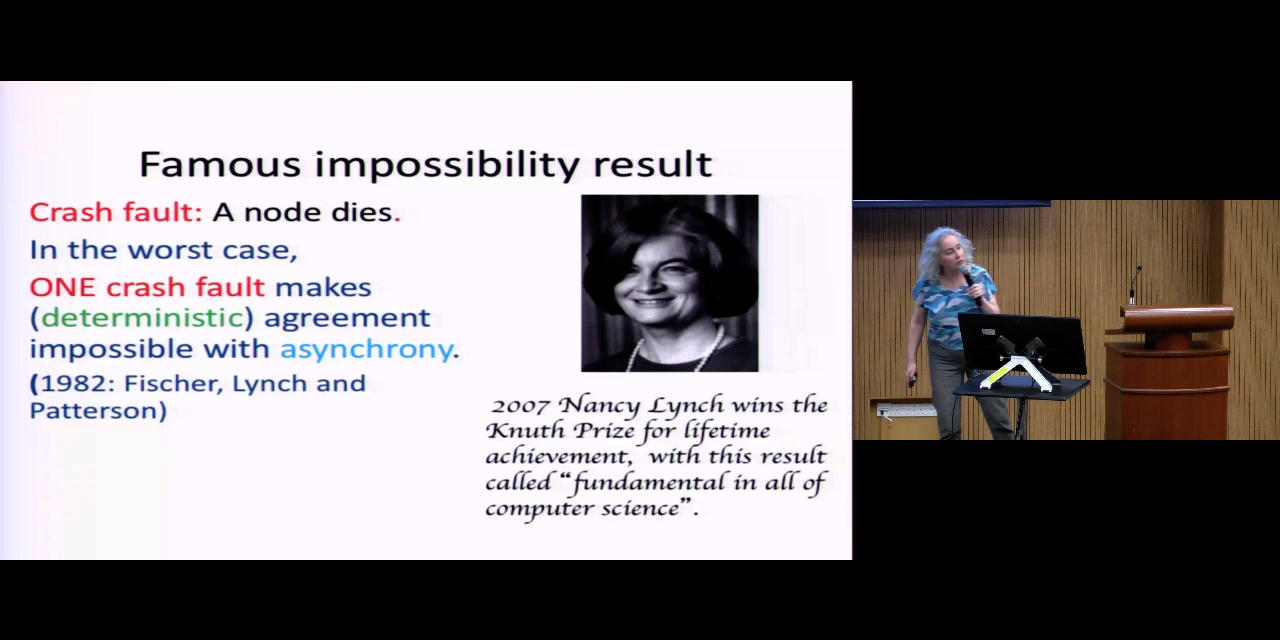 Famous impossibility result
Crash fault: A node dies.
In the worst case,
ONE crash fault makes
(deterministic) agreement
impossible with asynchrony.
(1982: Fischer, Lynch and
Patterson)
2007 Nancy Lynch wins the
Knuth Prize for lifetime
achievement, with this result
called “fundamental in all of
computer science”.